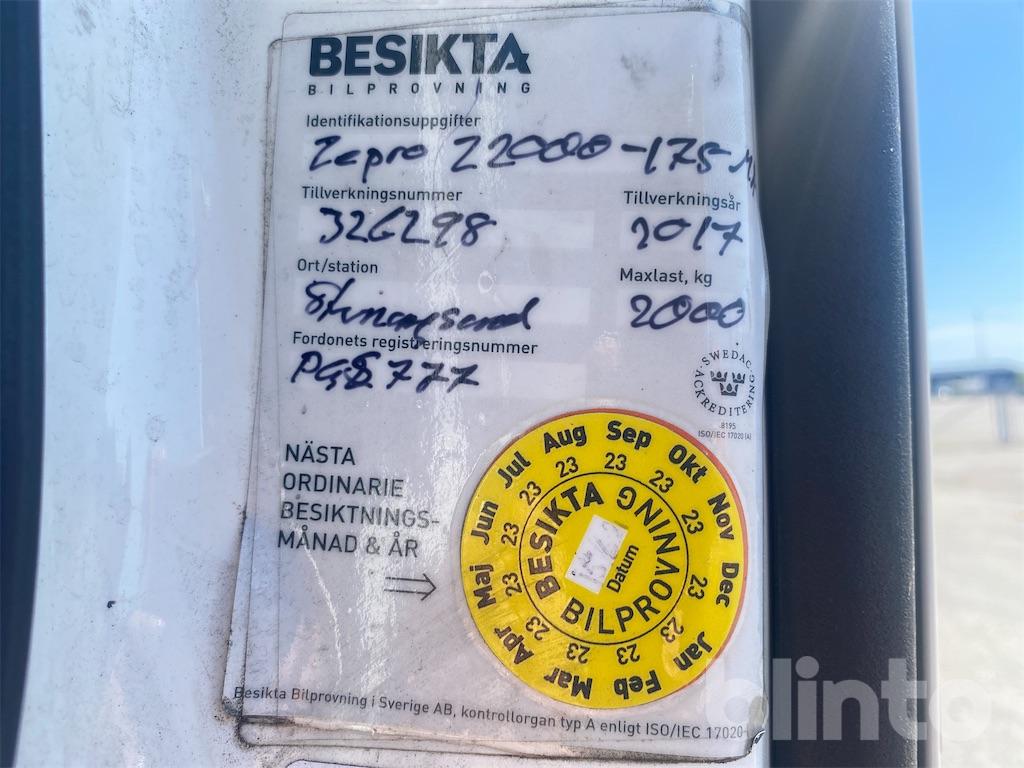 BESIKTA
BILPROVNING
Identifikationsuppgifter
Zepro Z2000-175 MA
Tillverkningsnummer
326298
Tillverkningsår
2017
Ort/station
Maxlast, kg
2000
Fordonets registreringsnummer
777
SWEDAC
ACKREDITERING
8195
ISO/IEC 17020 (A)
NÄSTA
ORDINARIE
BESIKTNINGS-
MÅNAD & ÅR
Jan Feb Mar Apr Maj Jun Jul Aug Sep Okt Nov Dec
23 23 23 23 23 23 23 23 23 23 23 23
BESIKTA
BILPROVNING
Datum
Besikta Bilprovning i Sverige AB, kontrollorgan typ A enligt ISO/IEC 17020
blinto